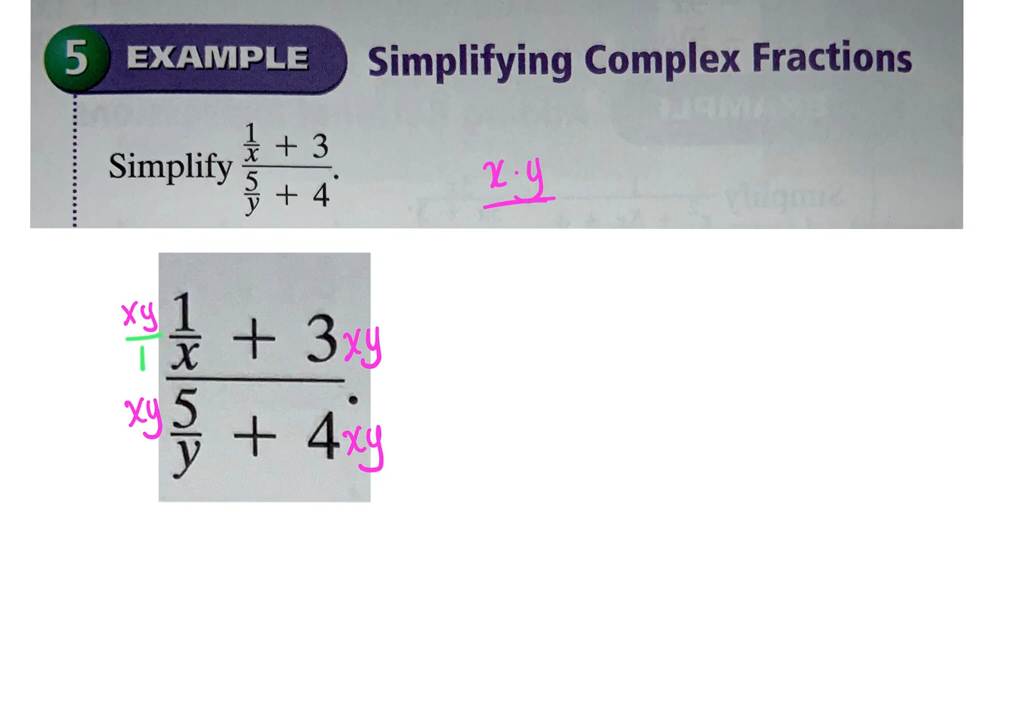 5 EXAMPLE Simplifying Complex Fractions
1/x + 3
Simplify
5/y + 4.
x·y
xy/1 1/x + 3xy
xy 5/y + 4xy.